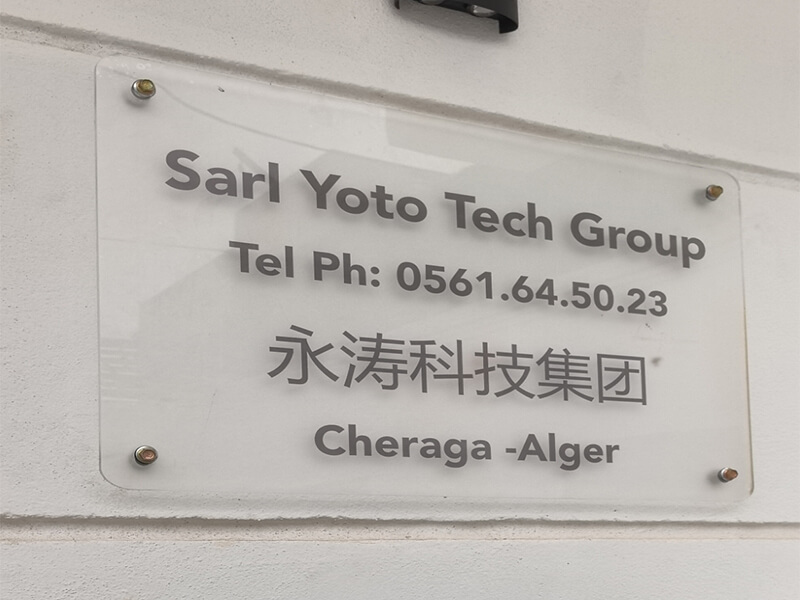 Sarl Yoto Tech Group
Tel Ph: 0561.64.50.23
永涛科技集团
Cheraga -Alger